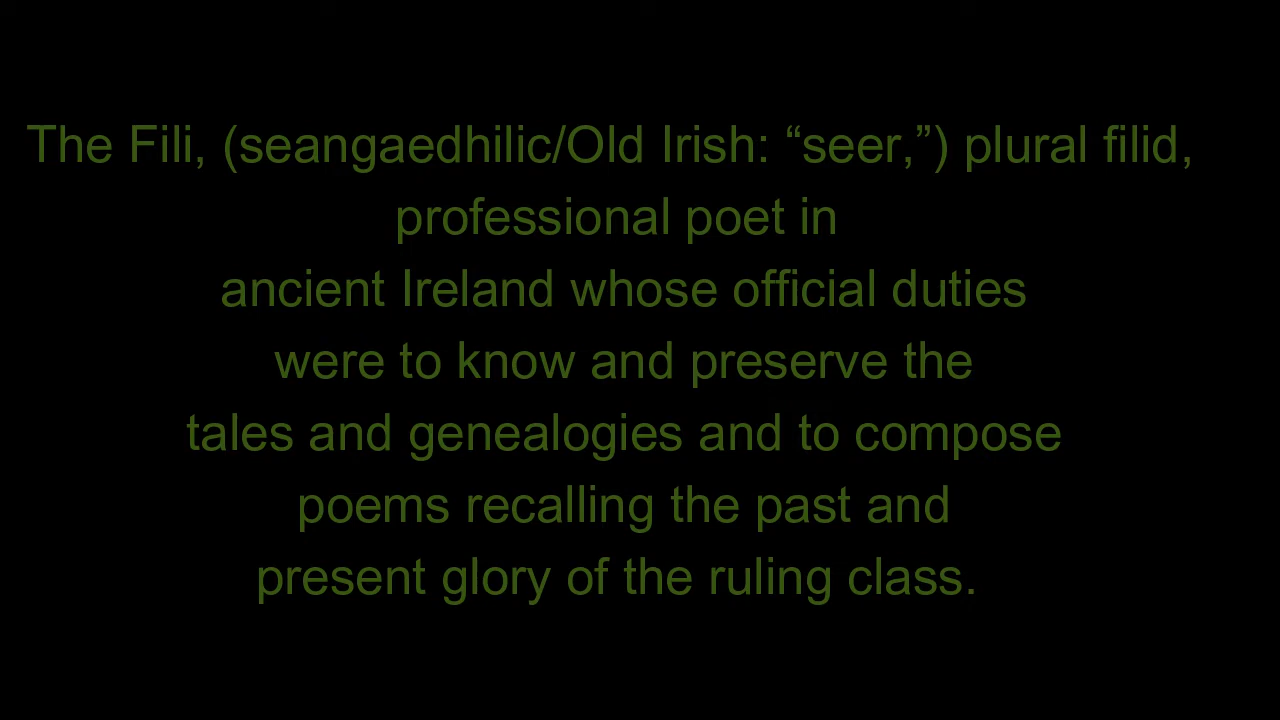 The Fili, (seangaedhilic/Old Irish: “seer,”) plural filid,
professional poet in
ancient Ireland whose official duties
were to know and preserve the
tales and genealogies and to compose
poems recalling the past and
present glory of the ruling class.